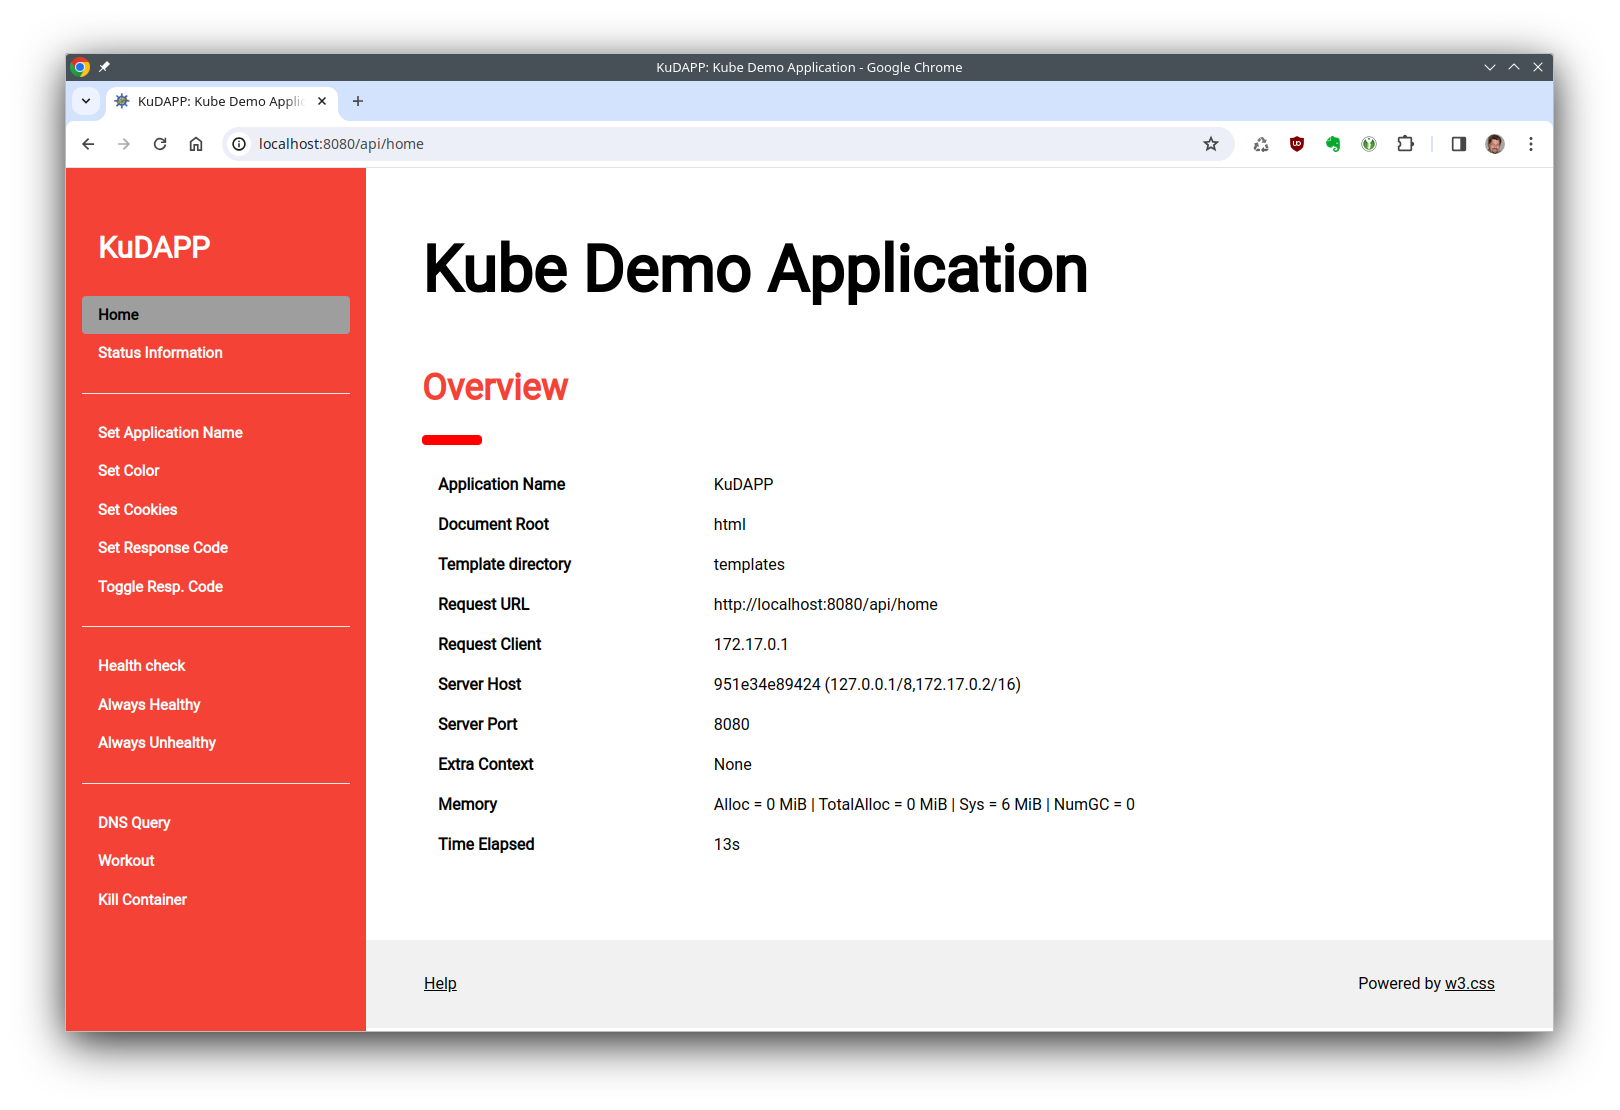 KuDAPP: Kube Demo Application - Google Chrome
KuDAPP: Kube Demo Applic
localhost:8080/api/home
KuDAPP
Home
Status Information
Set Application Name
Set Color
Set Cookies
Set Response Code
Toggle Resp. Code
Health check
Always Healthy
Always Unhealthy
DNS Query
Workout
Kill Container
Kube Demo Application
Overview
Application Name KuDAPP
Document Root html
Template directory templates
Request URL http://localhost:8080/api/home
Request Client 172.17.0.1
Server Host 951e34e89424 (127.0.0.1/8,172.17.0.2/16)
Server Port 8080
Extra Context None
Memory Alloc = 0 MiB | TotalAlloc = 0 MiB | Sys = 6 MiB | NumGC = 0
Time Elapsed 13s
Help Powered by w3.css